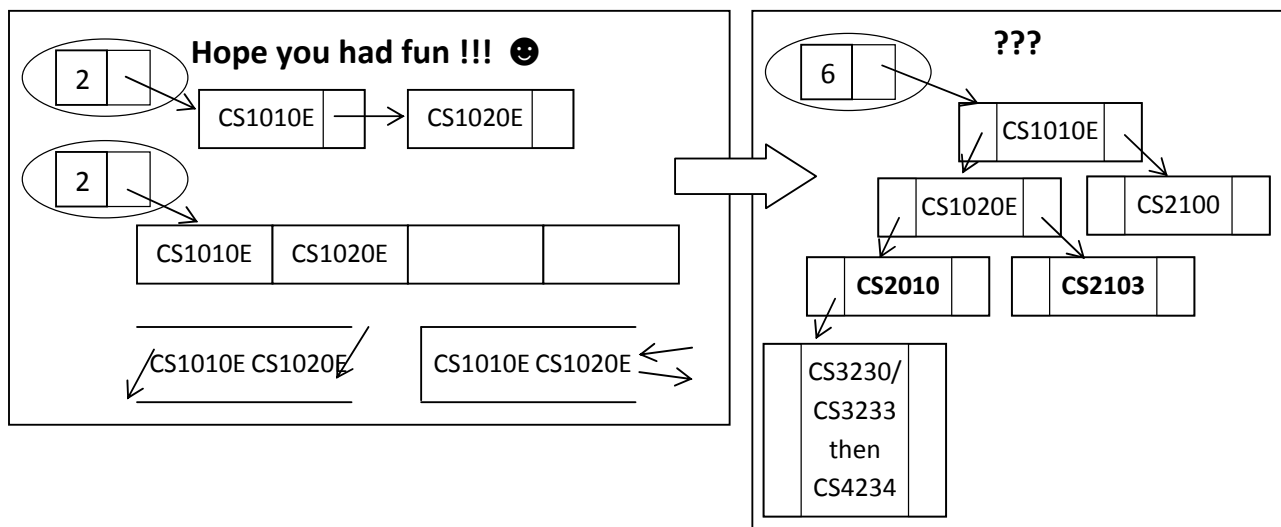 Hope you had fun !!! ☻
2
CS1010E CS1020E
2
CS1010E CS1020E
CS1010E CS1020E
CS1010E CS1020E
???
6
CS1010E
CS1020E CS2100
CS2010 CS2103
CS3230/
CS3233
then
CS4234